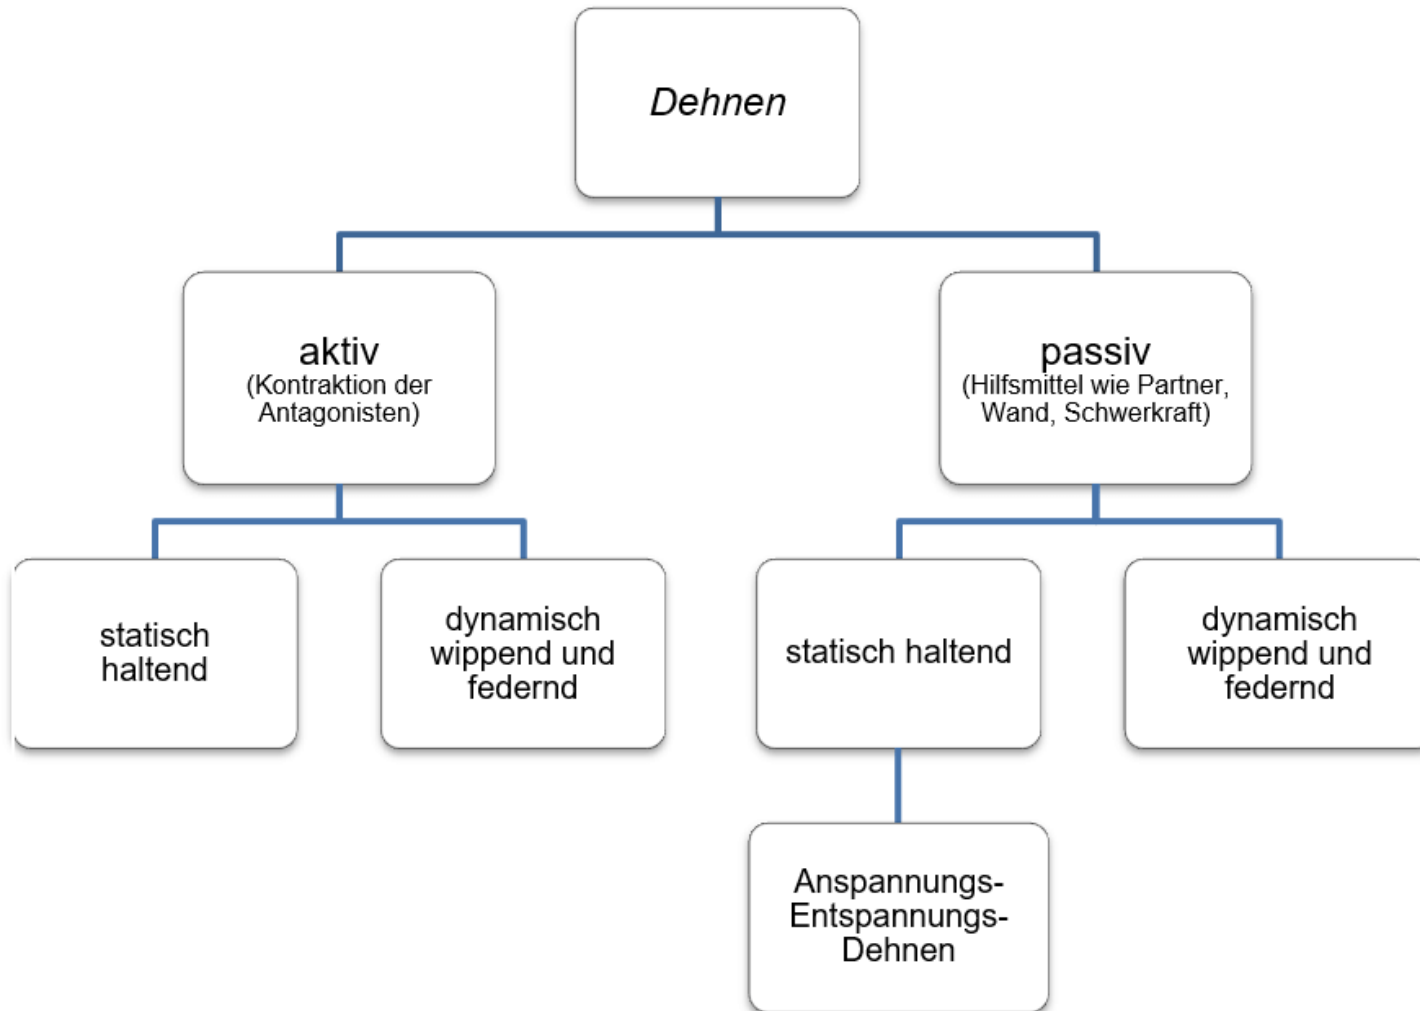 Dehnen
aktiv
(Kontraktion der
Antagonisten)
passiv
(Hilfsmittel wie Partner,
Wand, Schwerkraft)
statisch
haltend
dynamisch
wippend und
federnd
statisch haltend
dynamisch
wippend und
federnd
Anspannungs-
Entspannungs-
Dehnen